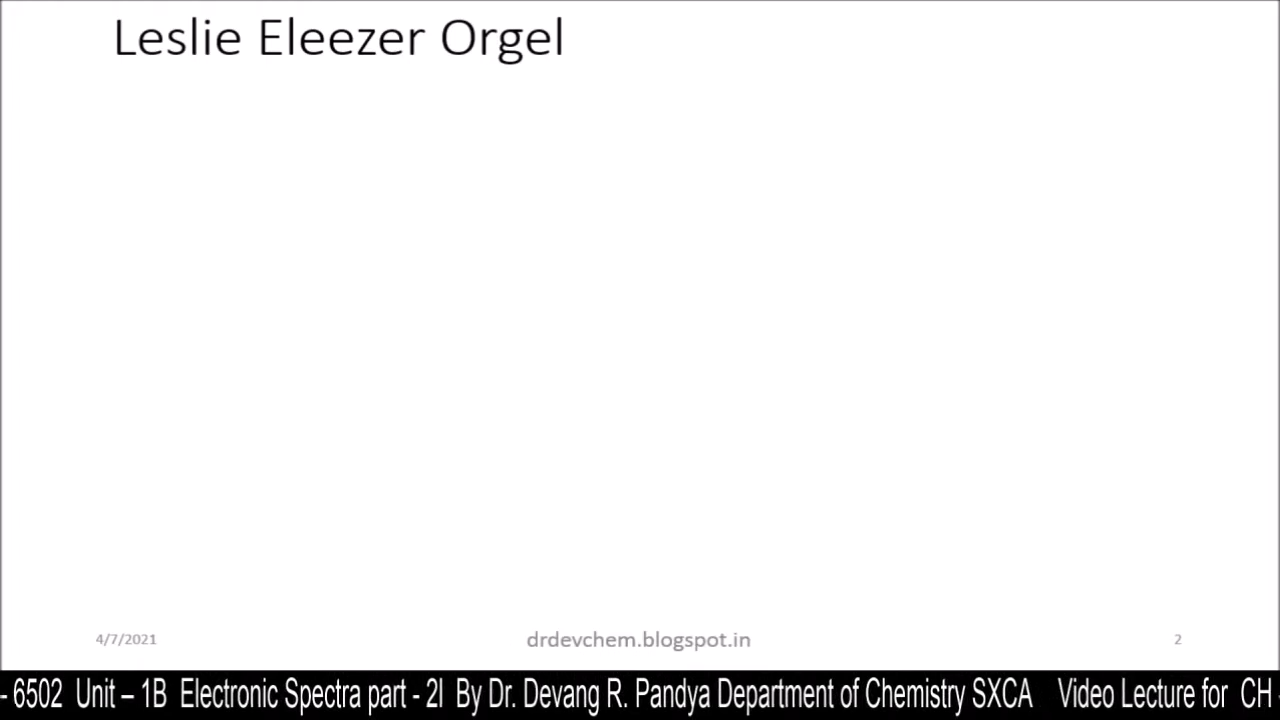 Leslie Eleezer Orgel
4/7/2021
drdevchem.blogspot.in
2
- 6502 Unit – 1B Electronic Spectra part - 2I By Dr. Devang R. Pandya Department of Chemistry SXCA Video Lecture for CH -